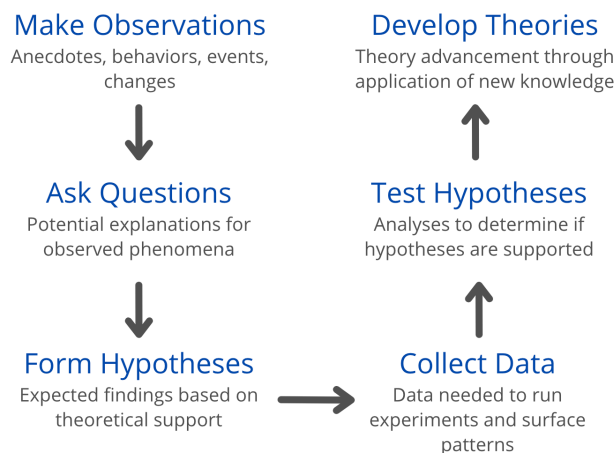 Make Observations
Anecdotes, behaviors, events,
changes
Ask Questions
Potential explanations for
observed phenomena
Form Hypotheses
Expected findings based on
theoretical support
Collect Data
Data needed to run
experiments and surface
patterns
Test Hypotheses
Analyses to determine if
hypotheses are supported
Develop Theories
Theory advancement through
application of new knowledge